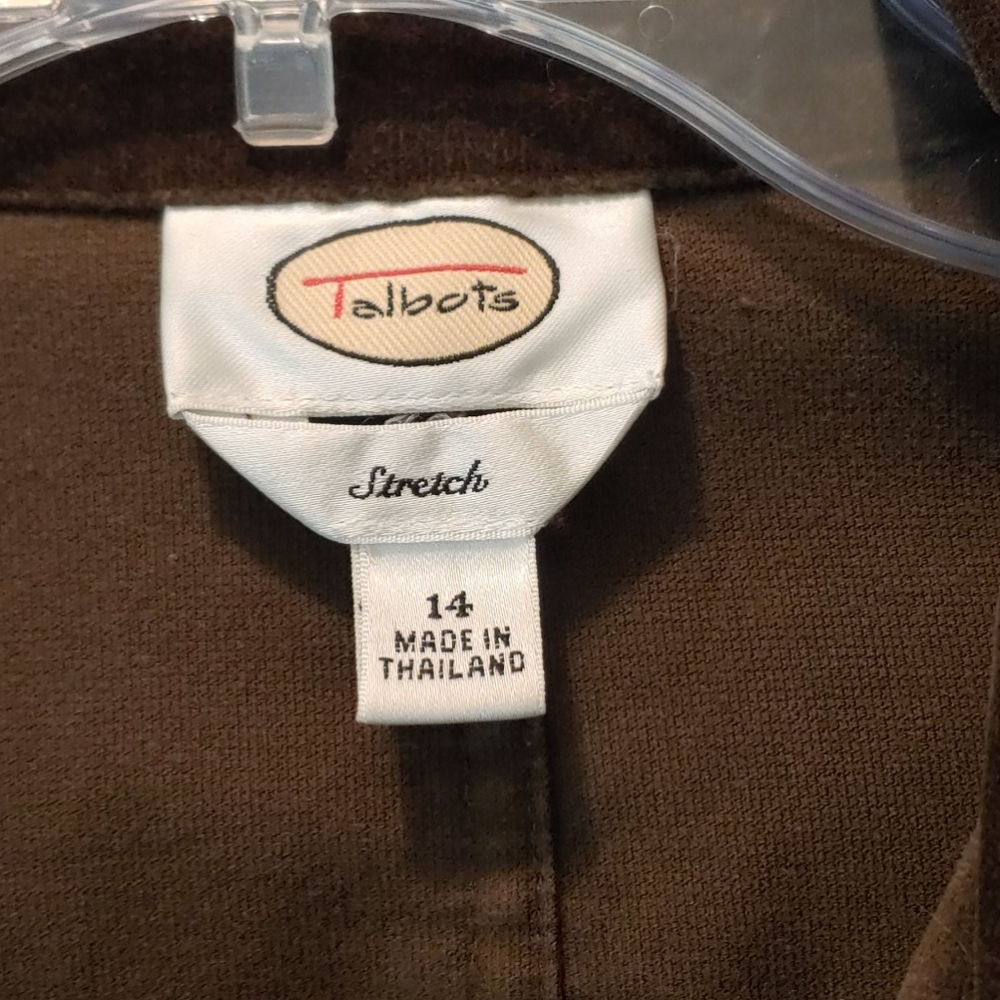 Talbots
Stretch
14
MADE IN
THAILAND